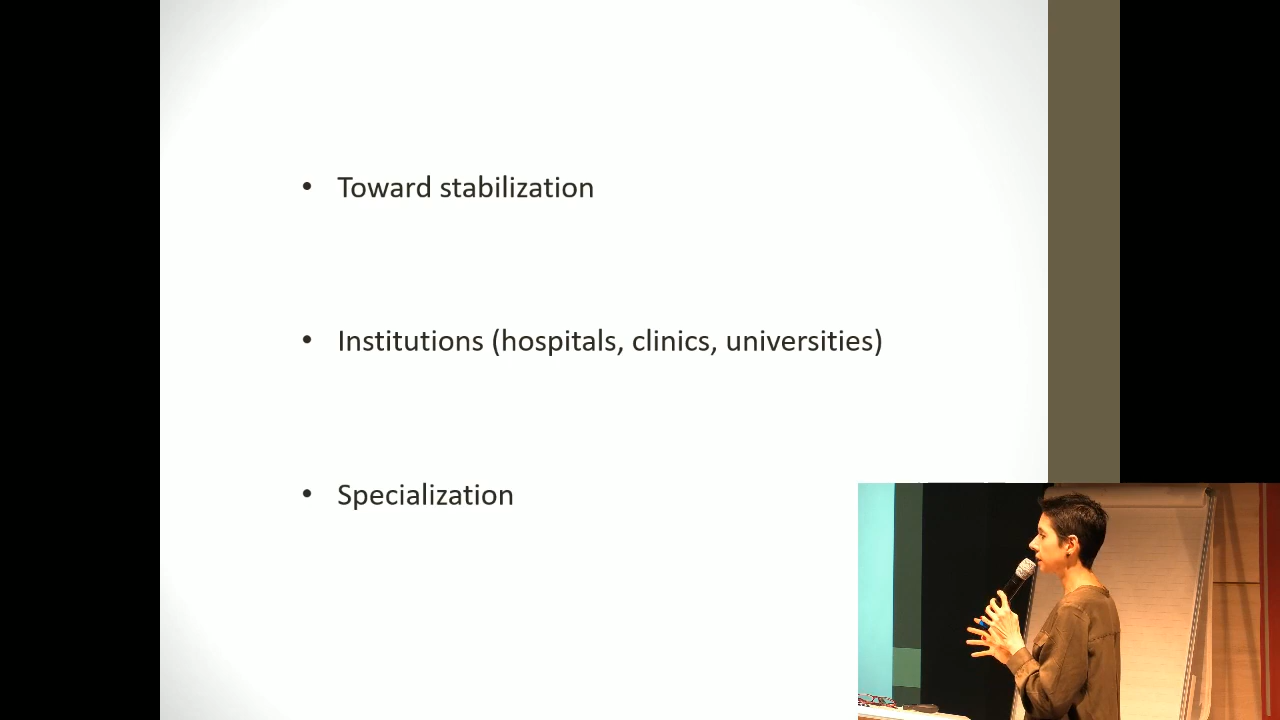 • Toward stabilization
• Institutions (hospitals, clinics, universities)
• Specialization